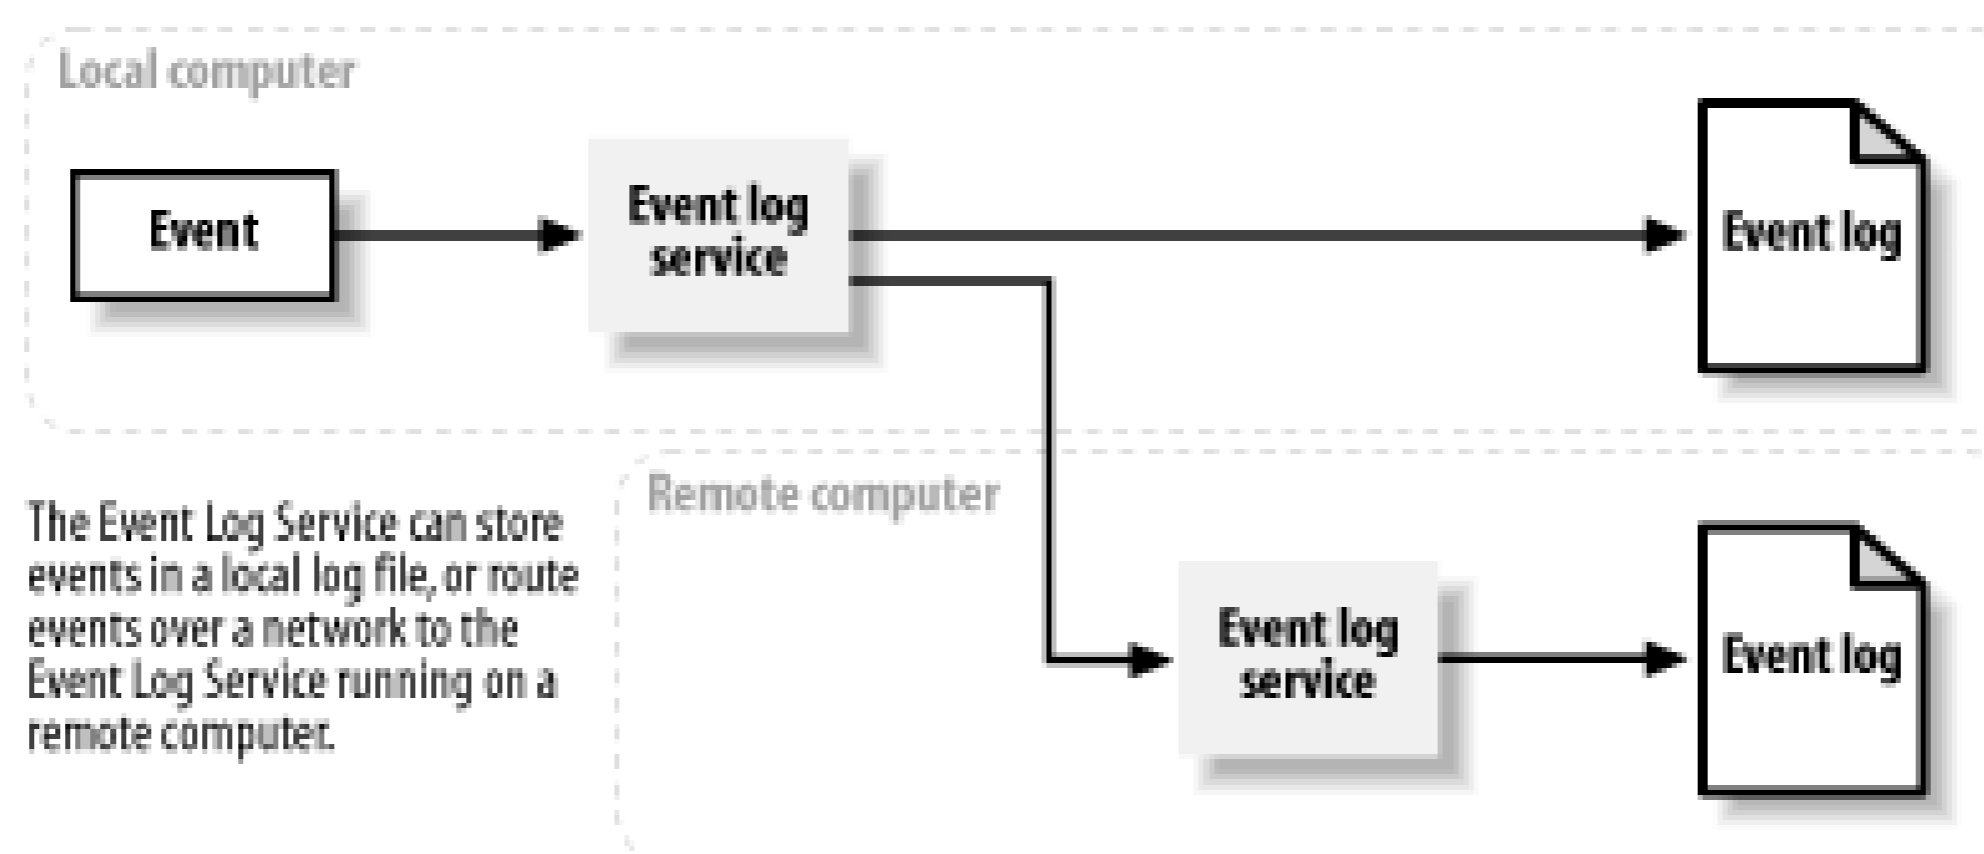 Local computer
Event
Event log
service
Event log
Remote computer
The Event Log Service can store
events in a local log file, or route
events over a network to the
Event Log Service running on a
remote computer.
Event log
service
Event log